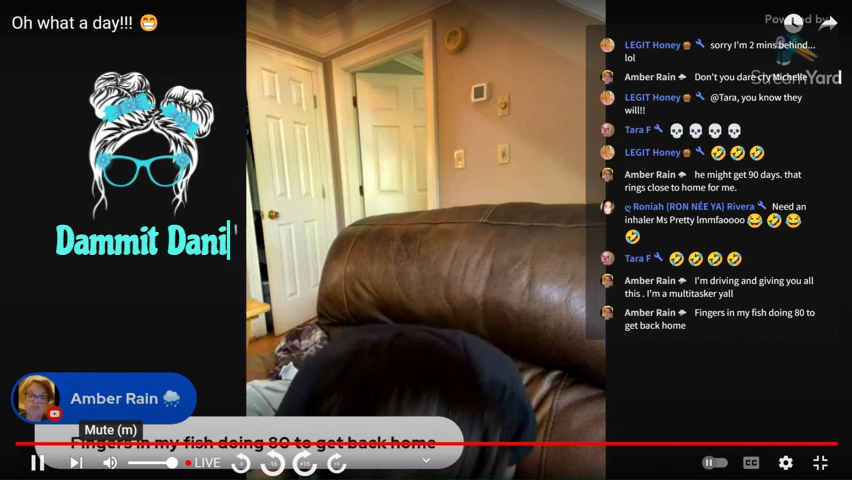 Oh what a day!!! 😁
Powered by
StreamYard
LEGIT Honey🍯 sorry I'm 2 mins behind...
lol
Amber Rain🌧 Don't you dare cry Michelle
LEGIT Honey🍯 @Tara, you know they
will!!
Tara F 💀 💀 💀 💀
LEGIT Honey🍯 🤣 🤣 🤣
Amber Rain🌧 he might get 90 days. that
rings close to home for me.
ღ Roniah {RON NÉE YA} Rivera Need an
inhaler Ms Pretty lmmfaoooo 😂 🤣 😂
🤣
Tara F 🤣 🤣 🤣 🤣
Amber Rain🌧 I'm driving and giving you all
this . I'm a multitasker yall
Amber Rain🌧 Fingers in my fish doing 80 to
get back home
Dammit Dani
Amber Rain 🌧
Mute (m)
Fingers in my fish doing 80 to get back home
LIVE
-15
+15
CC